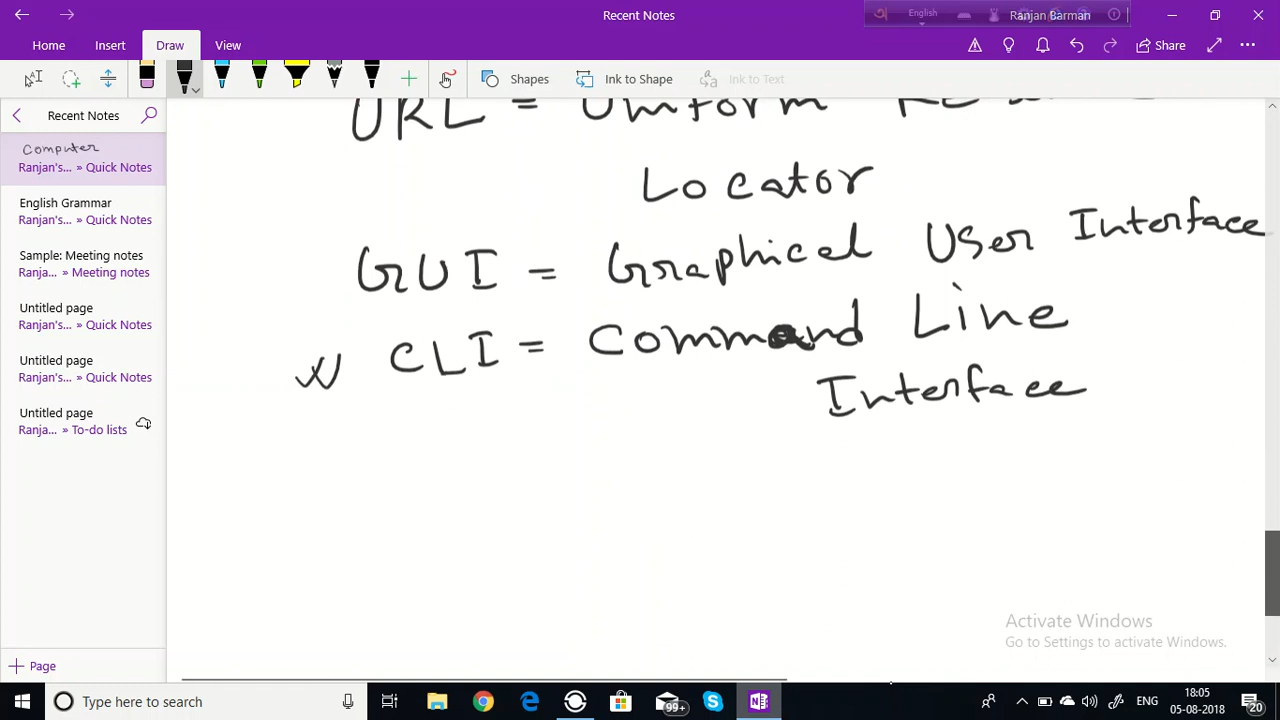 Recent Notes
English
Ranjan Barman
Home Insert Draw View
Share
Shapes Ink to Shape Ink to Text
Recent Notes
Computer
Ranjan's... » Quick Notes
English Grammar
Ranjan's... » Quick Notes
Sample: Meeting notes
Ranja... » Meeting notes
Untitled page
Ranjan's... » Quick Notes
Untitled page
Ranjan's... » Quick Notes
Untitled page
Ranja... » To-do lists
Page
URL = Uniform
Locator
GUI = Graphical User Interface
CLI = Command Line
Interface
Activate Windows
Go to Settings to activate Windows.
Type here to search
99+
ENG
18:05
05-08-2018
20